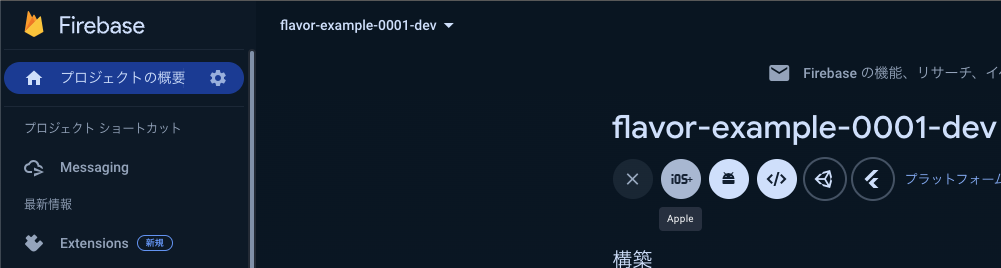 Firebase
flavor-example-0001-dev
プロジェクトの概要
Firebase の機能、リサーチ、イ
プロジェクト ショートカット
flavor-example-0001-dev
Messaging
iOS+
プラットフォーム
Apple
最新情報
Extensions 新規
構築